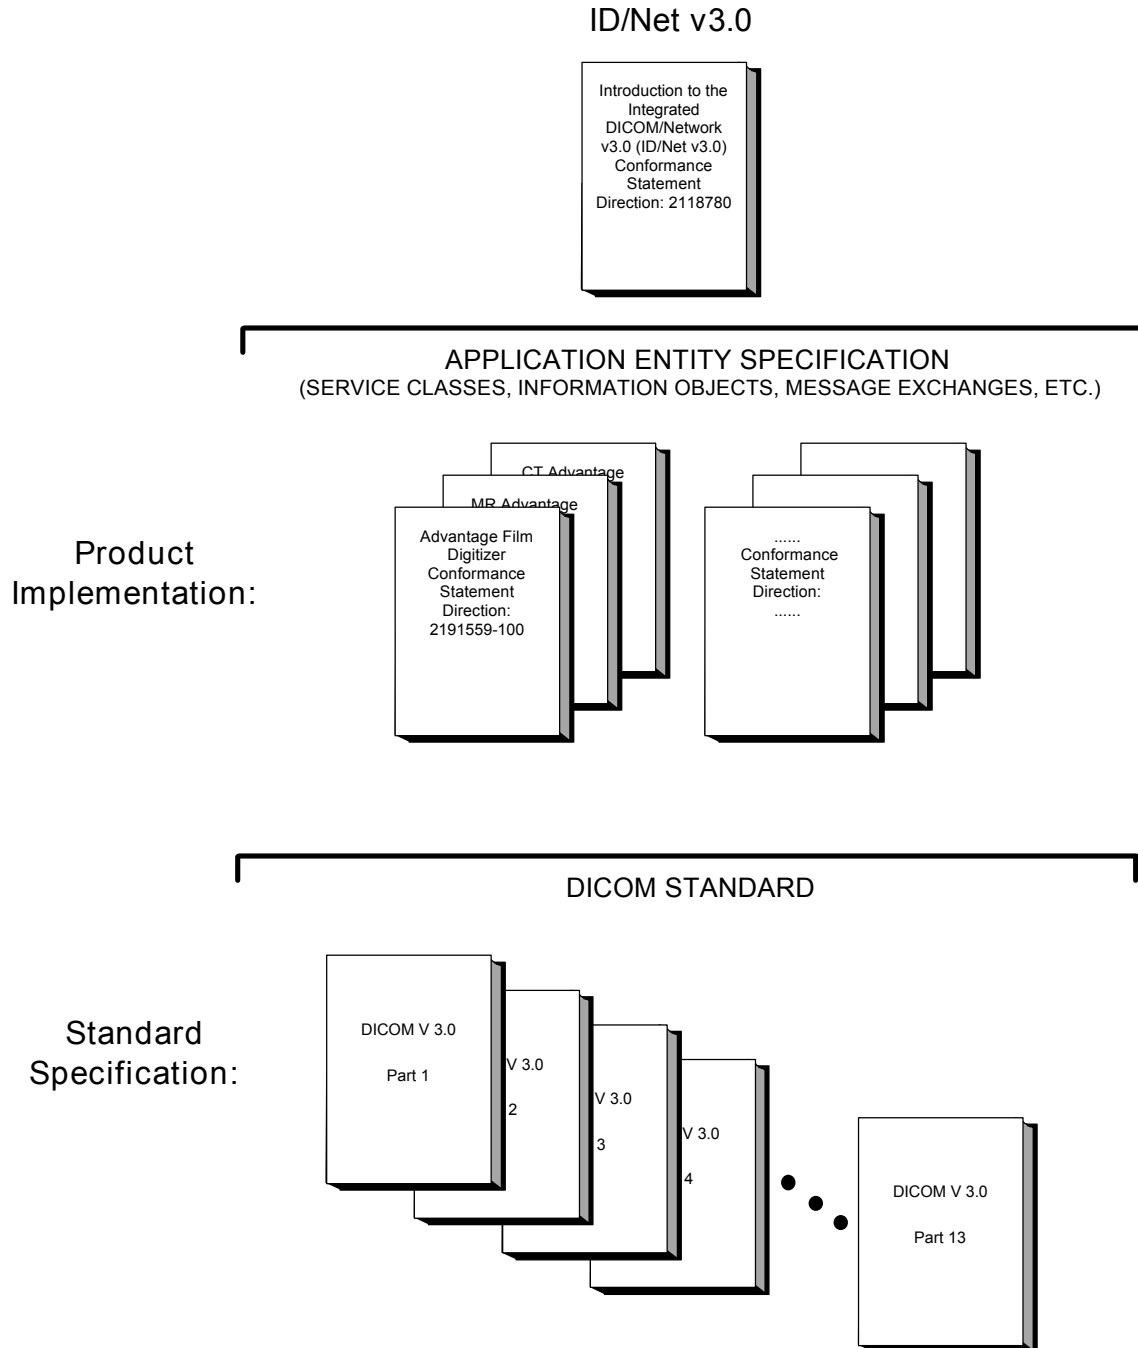 ID/Net v3.0
Introduction to the
Integrated
DICOM/Network
v3.0 (ID/Net v3.0)
Conformance
Statement
Direction: 2118780
APPLICATION ENTITY SPECIFICATION
(SERVICE CLASSES, INFORMATION OBJECTS, MESSAGE EXCHANGES, ETC.)
Product
Implementation:
CT Advantage
MR Advantage
Advantage Film
Digitizer
Conformance
Statement
Direction:
2191559-100
......
Conformance
Statement
Direction:
......
DICOM STANDARD
Standard
Specification:
DICOM V 3.0
Part 1
V 3.0
2
V 3.0
3
V 3.0
4
DICOM V 3.0
Part 13